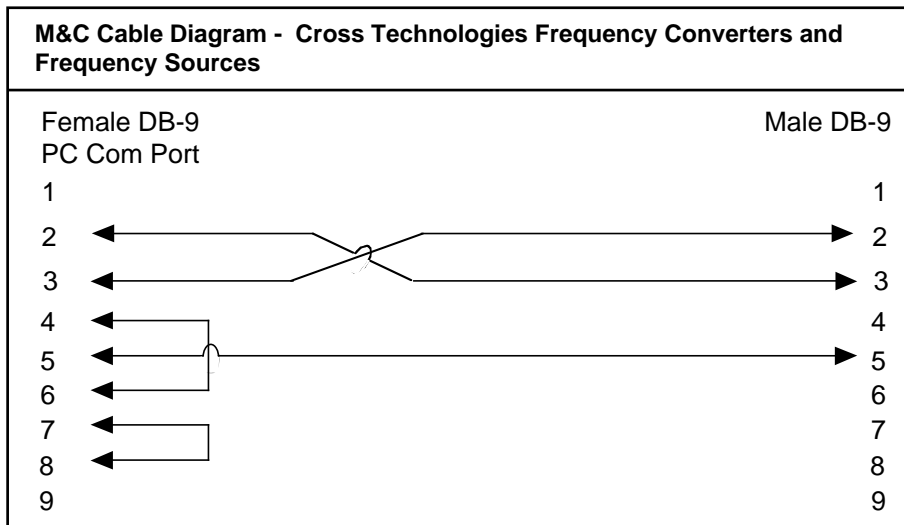 M&C Cable Diagram -  Cross Technologies Frequency Converters and
Frequency Sources
Female DB-9 Male DB-9
PC Com Port
1 1
2 2
3 3
4 4
5 5
6 6
7 7
8 8
9 9